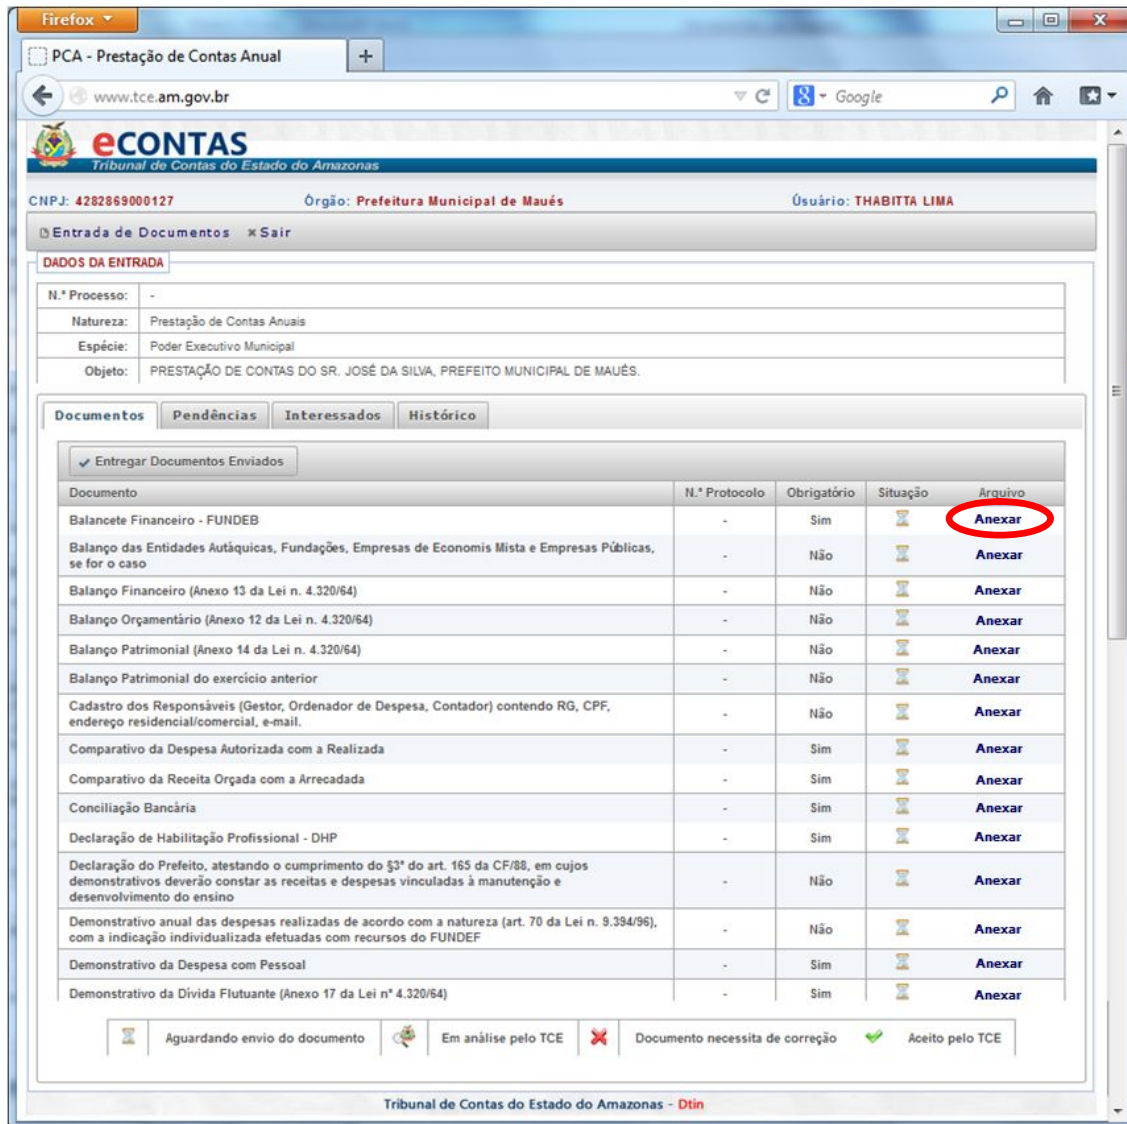 Firefox
PCA - Prestação de Contas Anual
www.tce.am.gov.br
Google
eCONTAS
Tribunal de Contas do Estado do Amazonas
CNPJ: 4282869000127 Órgão: Prefeitura Municipal de Maués Úsuário: THABITTA LIMA
Entrada de Documentos Sair
DADOS DA ENTRADA
N.º Processo: -
Natureza: Prestação de Contas Anuais
Espécie: Poder Executivo Municipal
Objeto: PRESTAÇÃO DE CONTAS DO SR. JOSÉ DA SILVA, PREFEITO MUNICIPAL DE MAUÉS.
Documentos Pendências Interessados Histórico
Entregar Documentos Enviados
Documento N.º Protocolo Obrigatório Situação Arquivo
Balancete Financeiro - FUNDEB - Sim Anexar
Balanço das Entidades Autáquicas, Fundações, Empresas de Economis Mista e Empresas Públicas,
se for o caso - Não Anexar
Balanço Financeiro (Anexo 13 da Lei n. 4.320/64) - Não Anexar
Balanço Orçamentário (Anexo 12 da Lei n. 4.320/64) - Não Anexar
Balanço Patrimonial (Anexo 14 da Lei n. 4.320/64) - Não Anexar
Balanço Patrimonial do exercício anterior - Não Anexar
Cadastro dos Responsáveis (Gestor, Ordenador de Despesa, Contador) contendo RG, CPF,
endereço residencial/comercial, e-mail. - Não Anexar
Comparativo da Despesa Autorizada com a Realizada - Sim Anexar
Comparativo da Receita Orçada com a Arrecadada - Sim Anexar
Conciliação Bancária - Sim Anexar
Declaração de Habilitação Profissional - DHP - Sim Anexar
Declaração do Prefeito, atestando o cumprimento do §3º do art. 165 da CF/88, em cujos
demonstrativos deverão constar as receitas e despesas vinculadas à manutenção e
desenvolvimento do ensino - Não Anexar
Demonstrativo anual das despesas realizadas de acordo com a natureza (art. 70 da Lei n. 9.394/96),
com a indicação individualizada efetuadas com recursos do FUNDEF - Não Anexar
Demonstrativo da Despesa com Pessoal - Sim Anexar
Demonstrativo da Dívida Flutuante (Anexo 17 da Lei nº 4.320/64) - Sim Anexar
Aguardando envio do documento Em análise pelo TCE Documento necessita de correção Aceito pelo TCE
Tribunal de Contas do Estado do Amazonas - Dtin